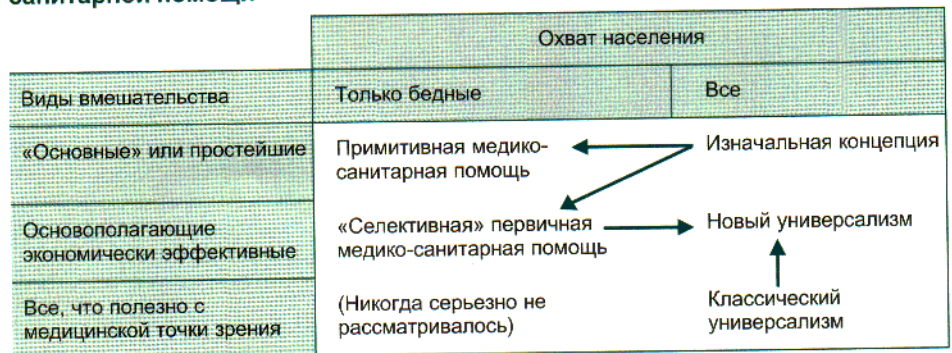 санитарной помощи
Охват населения
Виды вмешательства
Только бедные
Все
«Основные» или простейшие
Примитивная медико-
санитарная помощь
Изначальная концепция
Основополагающие
экономически эффективные
«Селективная» первичная
медико-санитарная помощь
Новый универсализм
Все, что полезно с
медицинской точки зрения
(Никогда серьезно не
рассматривалось)
Классический
универсализм